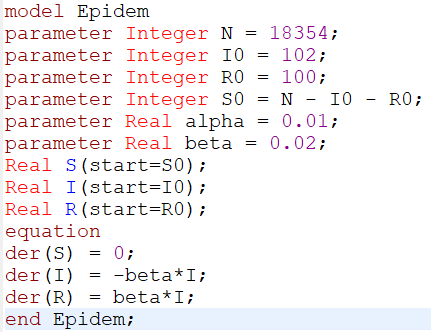 model Epidem
parameter Integer N = 18354;
parameter Integer I0 = 102;
parameter Integer R0 = 100;
parameter Integer S0 = N - I0 - R0;
parameter Real alpha = 0.01;
parameter Real beta = 0.02;
Real S(start=S0);
Real I(start=I0);
Real R(start=R0);
equation
der(S) = 0;
der(I) = -beta*I;
der(R) = beta*I;
end Epidem;